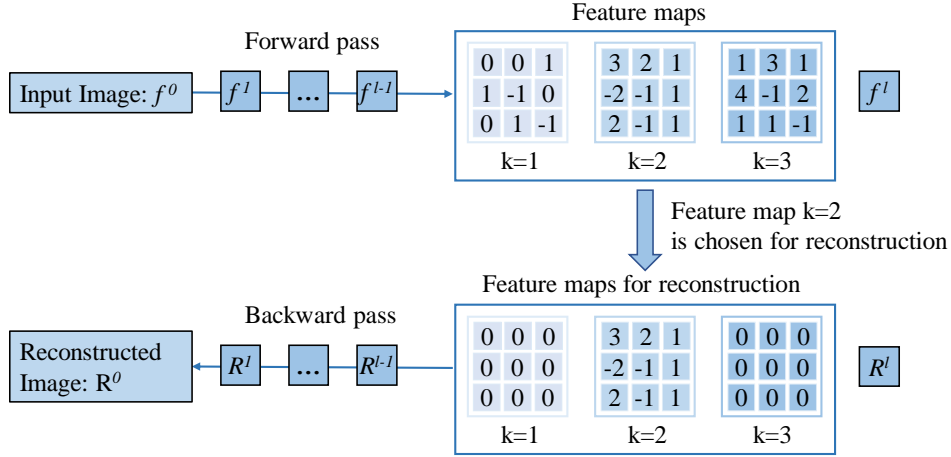 Feature maps
Forward pass
Input Image: f⁰ f¹ ... fˡ⁻¹
0 0 1 3 2 1 1 3 1
1 -1 0 -2 -1 1 4 -1 2
0 1 -1 2 -1 1 1 1 -1
k=1 k=2 k=3
fˡ
Feature map k=2
is chosen for reconstruction
Feature maps for reconstruction
Backward pass
Reconstructed
Image: R⁰
R¹ ... Rˡ⁻¹
0 0 0 3 2 1 0 0 0
0 0 0 -2 -1 1 0 0 0
0 0 0 2 -1 1 0 0 0
k=1 k=2 k=3
Rˡ